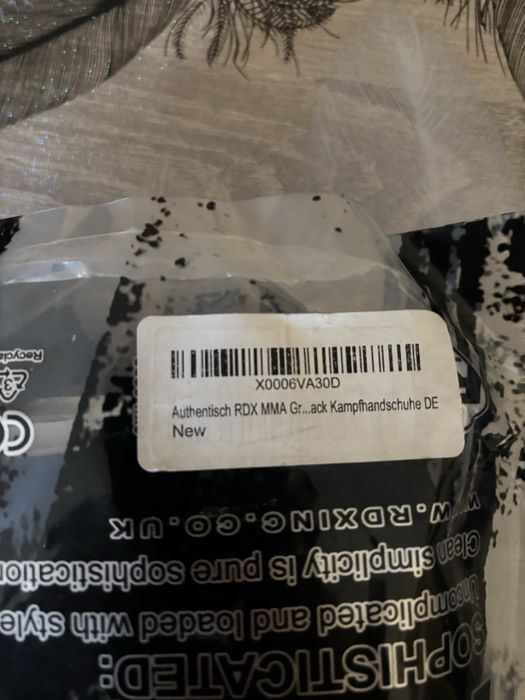 X0006VA30D
Authentisch RDX MMA Gr...ack Kampfhandschuhe DE
New
SOPHISTICATED:
Uncomplicated and loaded with style
Clean simplicity is pure sophistication
WWW.RDXINC.CO.UK